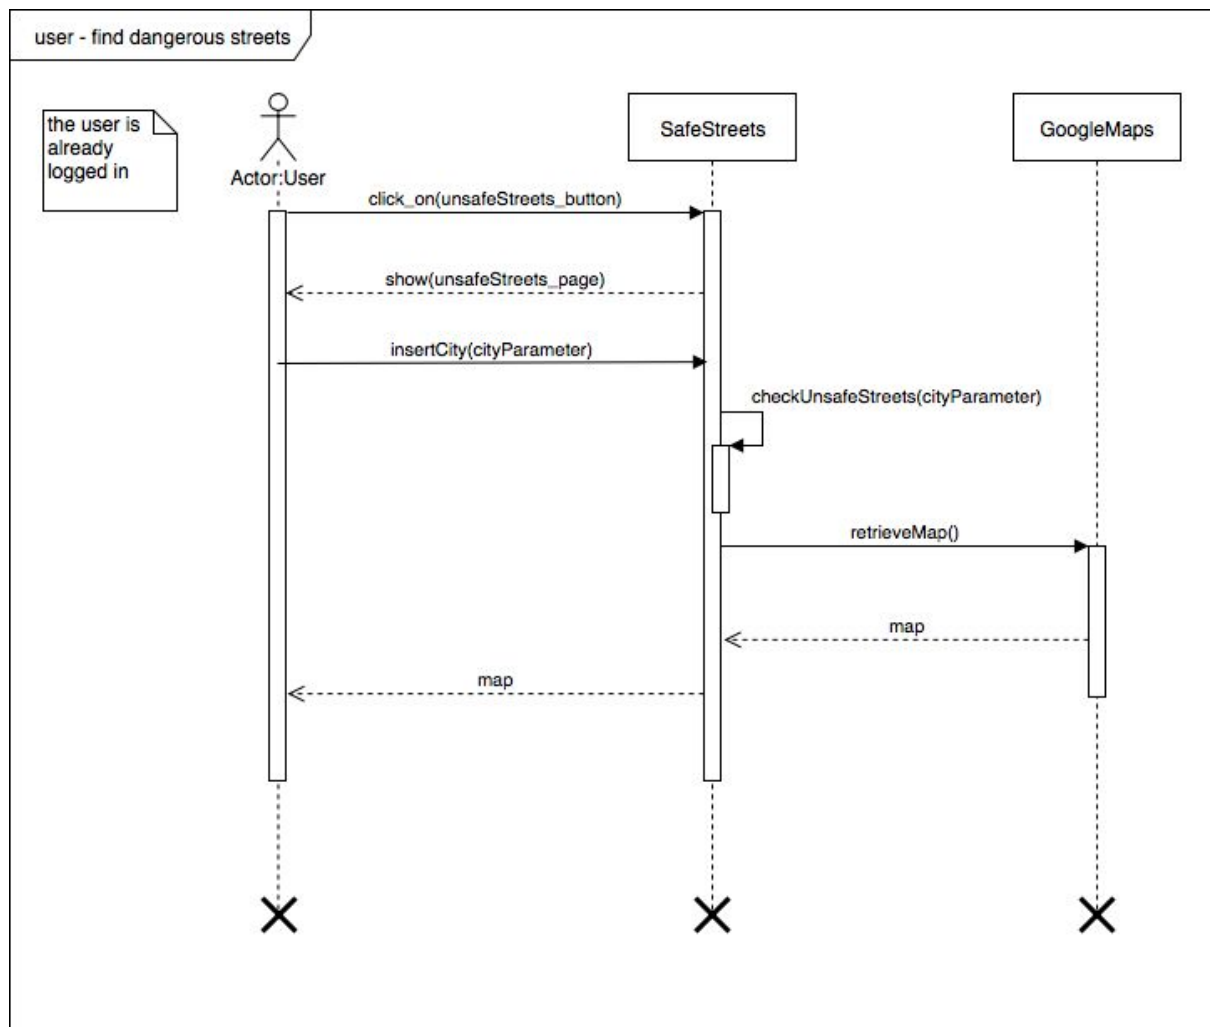 user - find dangerous streets
the user is
already
logged in
Actor:User
SafeStreets
GoogleMaps
click_on(unsafeStreets_button)
show(unsafeStreets_page)
insertCity(cityParameter)
checkUnsafeStreets(cityParameter)
retrieveMap()
map
map